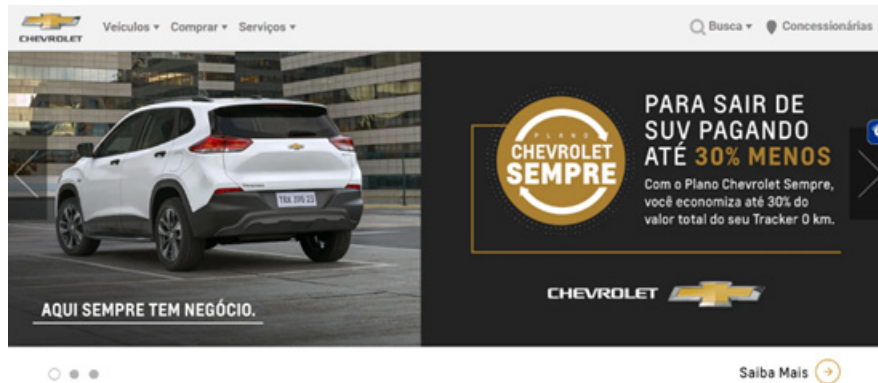 CHEVROLET
Veículos Comprar Serviços Busca Concessionárias
PLANO
CHEVROLET
SEMPRE
PARA SAIR DE
SUV PAGANDO
ATÉ 30% MENOS
Com o Plano Chevrolet Sempre,
você economiza até 30% do
valor total do seu Tracker 0 km.
CHEVROLET
AQUI SEMPRE TEM NEGÓCIO.
Saiba Mais